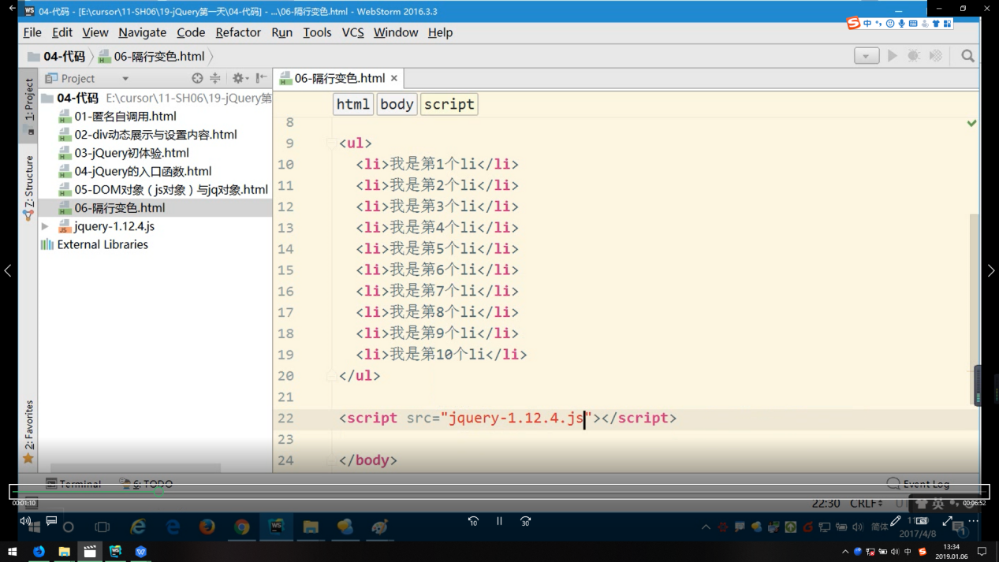 04-代码 - [E:\cursor\11-SH06\19-jQuery第一天\04-代码] - ...\06-隔行变色.html - WebStorm 2016.3.3
File Edit View Navigate Code Refactor Run Tools VCS Window Help
中
04-代码 06-隔行变色.html
1: Project
Z: Structure
2: Favorites
Project
04-代码 E:\cursor\11-SH06\19-jQuery第
01-匿名自调用.html
02-div动态展示与设置内容.html
03-jQuery初体验.html
04-jQuery的入口函数.html
05-DOM对象（js对象）与jq对象.html
06-隔行变色.html
jquery-1.12.4.js
External Libraries
06-隔行变色.html
html body script
8
9 <ul>
10 <li>我是第1个li</li>
11 <li>我是第2个li</li>
12 <li>我是第3个li</li>
13 <li>我是第4个li</li>
14 <li>我是第5个li</li>
15 <li>我是第6个li</li>
16 <li>我是第7个li</li>
17 <li>我是第8个li</li>
18 <li>我是第9个li</li>
19 <li>我是第10个li</li>
20 </ul>
21
22 <script src="jquery-1.12.4.js"></script>
23
24 </body>
Terminal 6: TODO Event Log
00:01:10 00:06:52
22:30 CRLF 英
10 30
简体
2017/4/8
中
13:34
2019.01.06